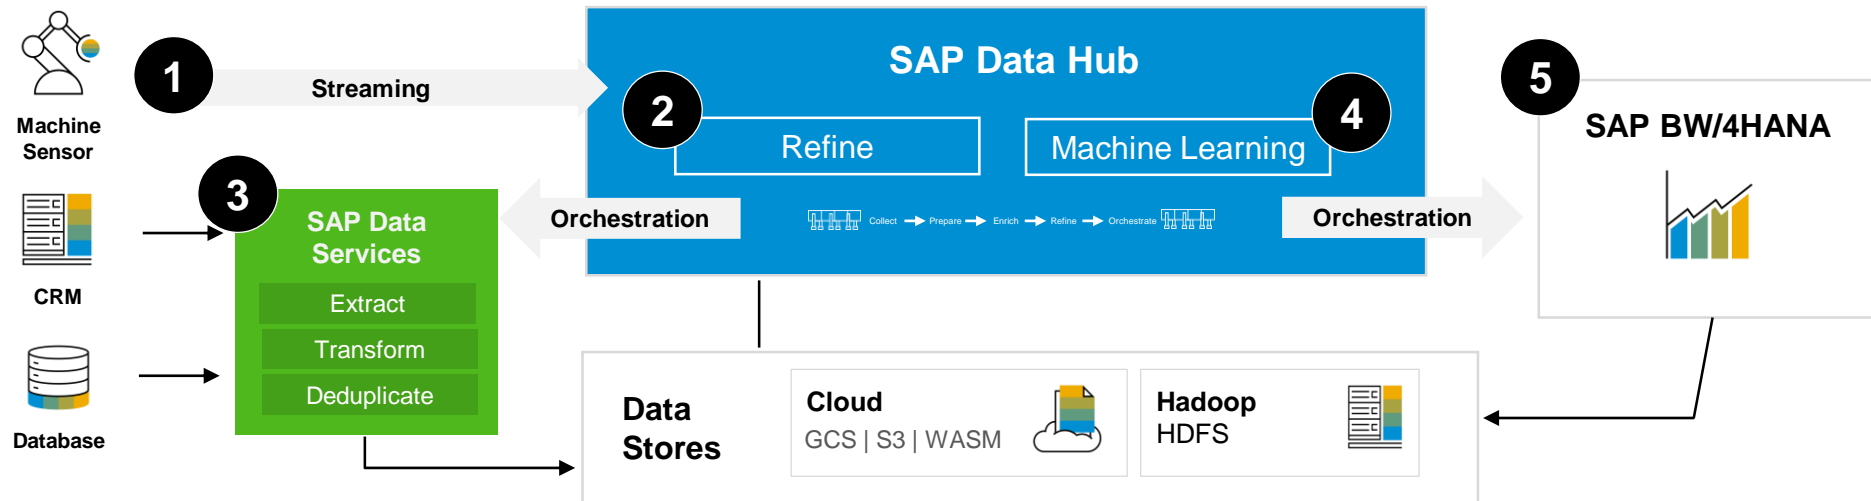 Machine
Sensor
CRM
Database
1
Streaming
3
SAP Data
Services
Extract
Transform
Deduplicate
Orchestration
SAP Data Hub
2
Refine
4
Machine Learning
Collect
Prepare
Enrich
Refine
Orchestrate
Orchestration
5
SAP BW/4HANA
Data
Stores
Cloud
GCS | S3 | WASM
Hadoop
HDFS